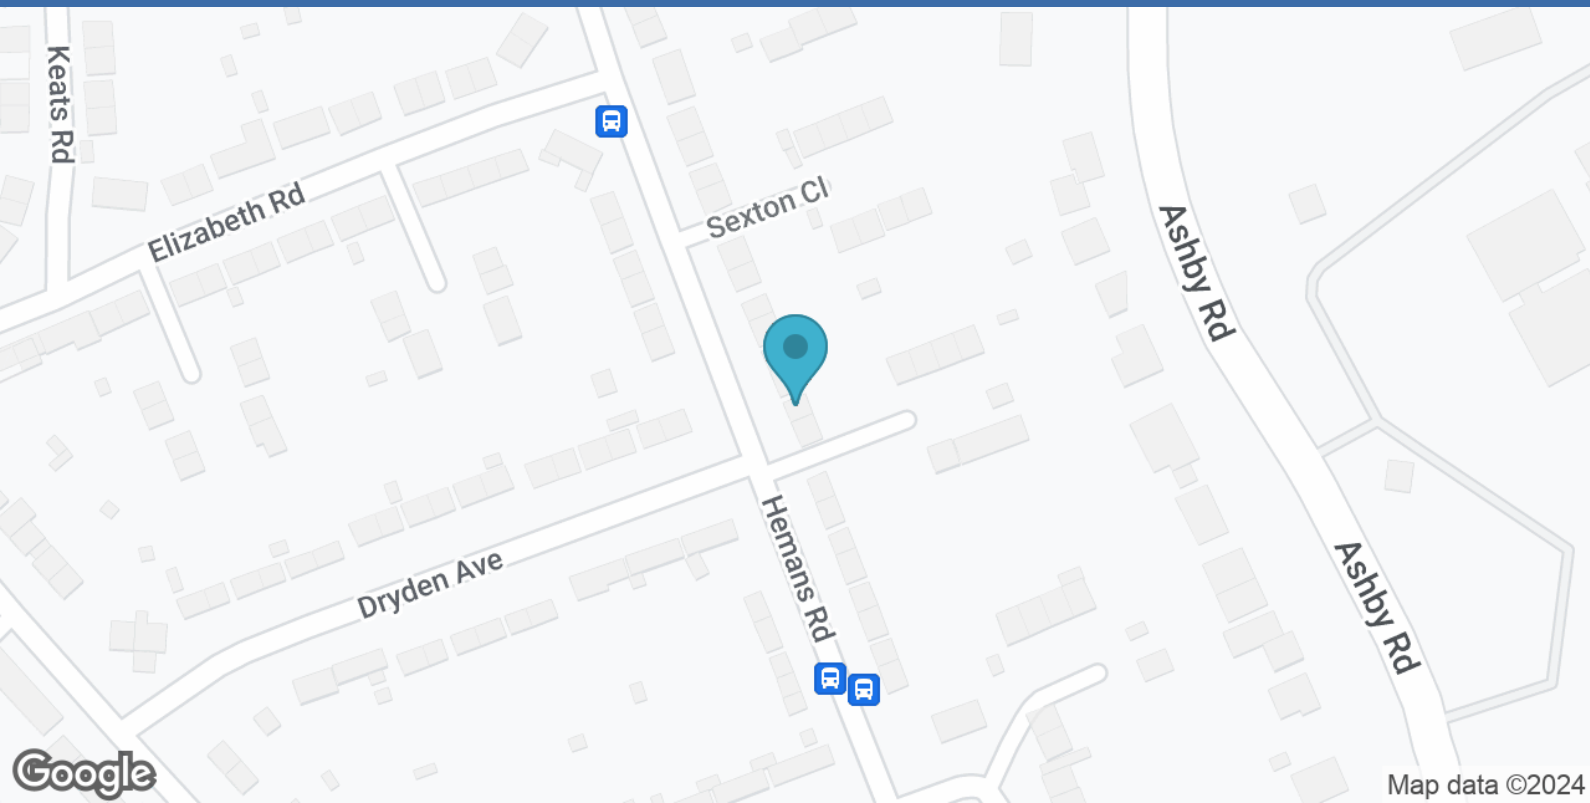 Keats Rd
Elizabeth Rd
Sexton Cl
Ashby Rd
Dryden Ave
Hemans Rd
Ashby Rd
Google
Map data ©2024